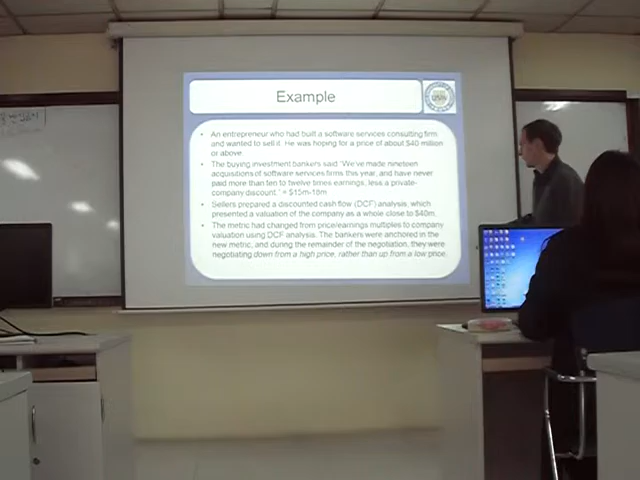 Example
• An entrepreneur who had built a software services consulting firm
and wanted to sell it. He was hoping for a price of about $40 million
or above.
• The buying investment bankers said "We've made nineteen
acquisitions of software services firms this year, and have never
paid more than ten to twelve times earnings, less a private-
company discount." = $15m-18m
• Sellers prepared a discounted cash flow (DCF) analysis, which
presented a valuation of the company as a whole close to $40m.
• The metric had changed from price/earnings multiples to company
valuation using DCF analysis. The bankers were anchored in the
new metric, and during the remainder of the negotiation, they were
negotiating down from a high price, rather than up from a low price.